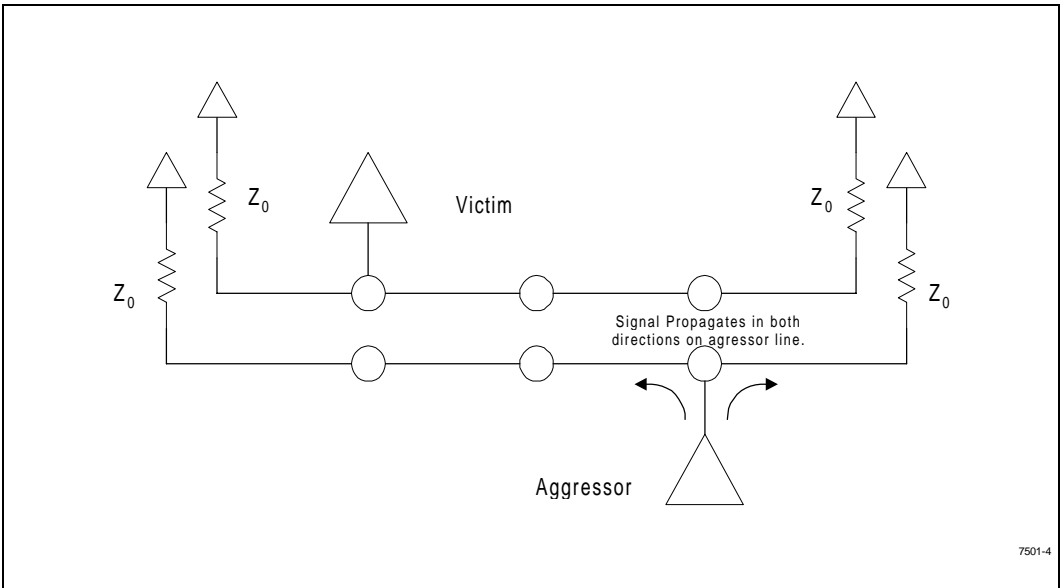 Z0
Victim
Z0
Z0
Z0
Signal Propagates in both
directions on agressor line.
Aggressor
7501-4